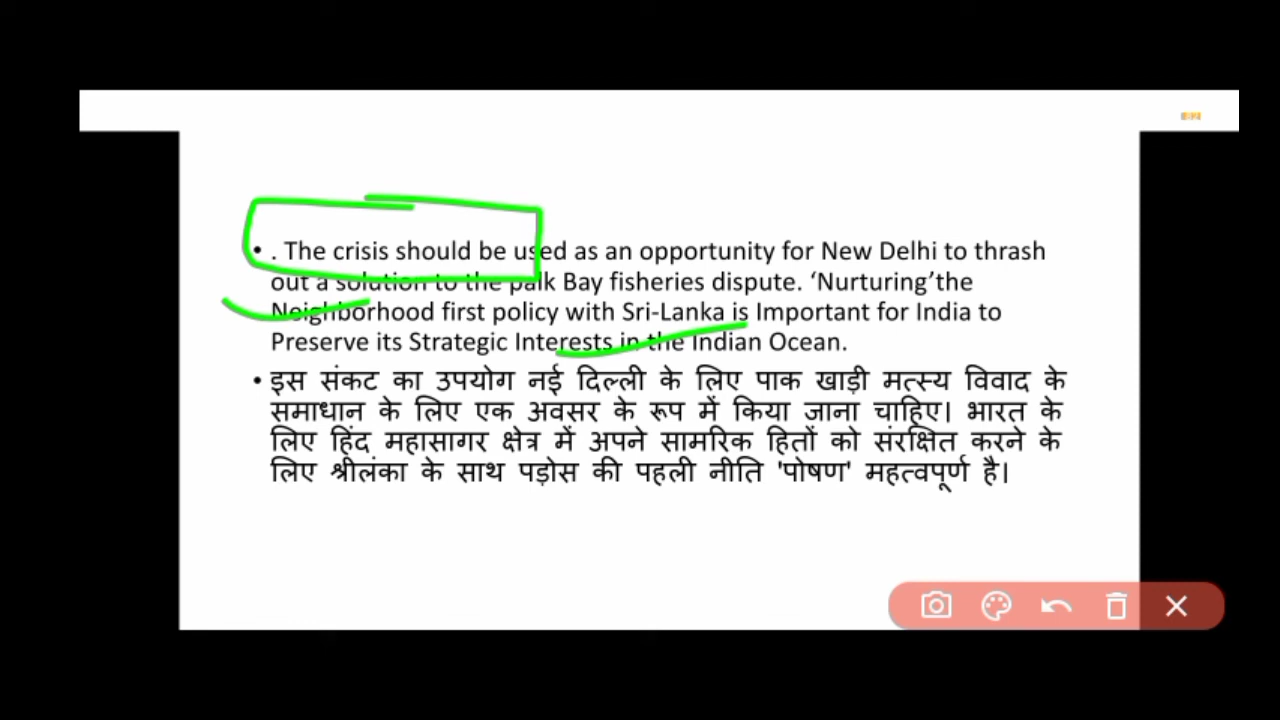 • . The crisis should be used as an opportunity for New Delhi to thrash
out a solution to the palk Bay fisheries dispute. ‘Nurturing’the
Neighborhood first policy with Sri-Lanka is Important for India to
Preserve its Strategic Interests in the Indian Ocean.
• इस संकट का उपयोग नई दिल्ली के लिए पाक खाड़ी मत्स्य विवाद के
समाधान के लिए एक अवसर के रूप में किया जाना चाहिए। भारत के
लिए हिंद महासागर क्षेत्र में अपने सामरिक हितों को संरक्षित करने के
लिए श्रीलंका के साथ पड़ोस की पहली नीति 'पोषण' महत्वपूर्ण है।